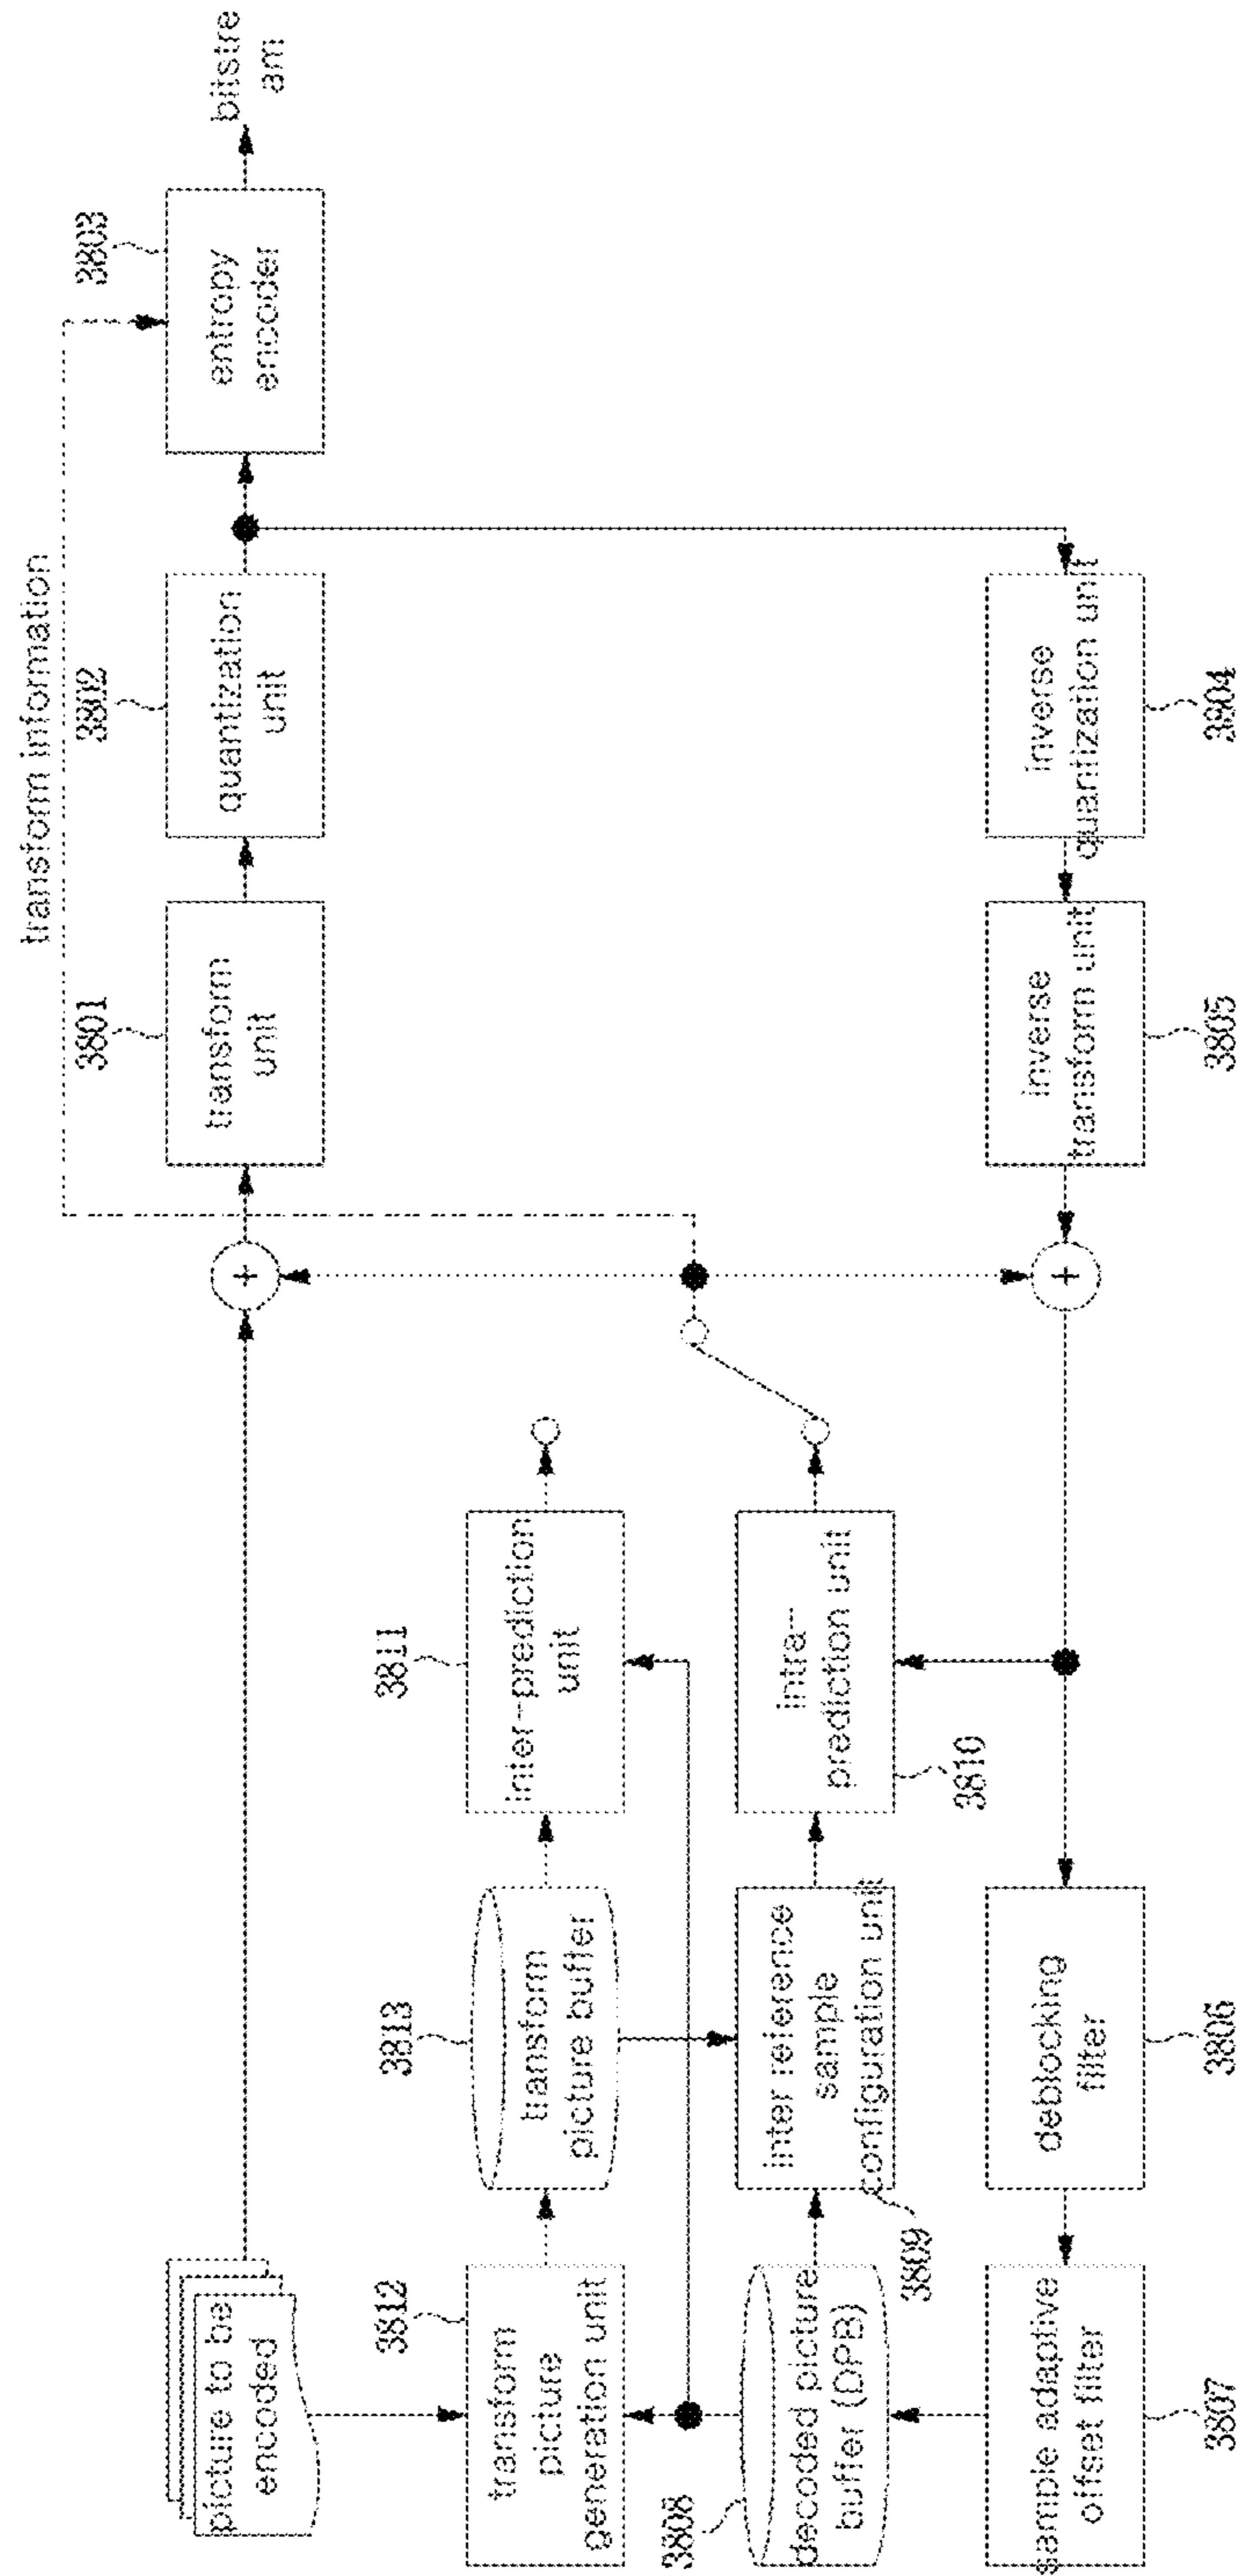 transform information
picture to be
encoded
3801
transform
unit
3802
quantization
unit
3803
entropy
encoder
bitstre
am
3812
transform
picture
generation unit
3813
transform
picture buffer
3811
inter-prediction
unit
3808
decoded picture
buffer (DPB)
3809
inter reference
sample
configuration unit
3810
intra-
prediction unit
3807
sample adaptive
offset filter
3806
deblocking
filter
3805
inverse
transform unit
3804
inverse
quantization unit